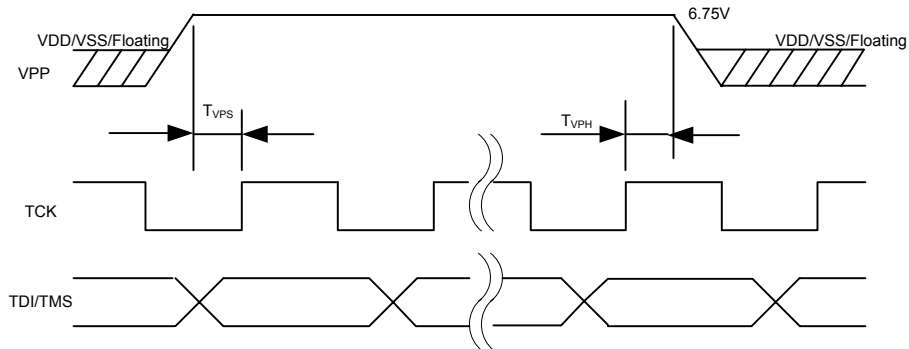 6.75V
VDD/VSS/Floating
VDD/VSS/Floating
VPP
TVPS
TVPH
TCK
TDI/TMS